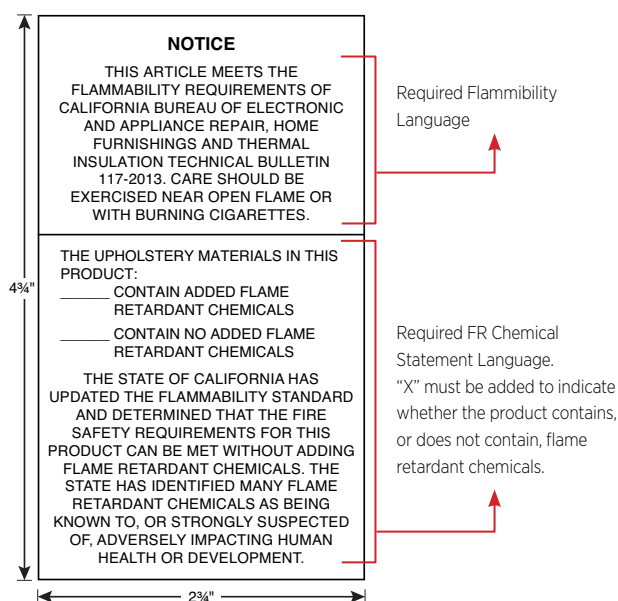 NOTICE
THIS ARTICLE MEETS THE
FLAMMABILITY REQUIREMENTS OF
CALIFORNIA BUREAU OF ELECTRONIC
AND APPLIANCE REPAIR, HOME
FURNISHINGS AND THERMAL
INSULATION TECHNICAL BULLETIN
117-2013. CARE SHOULD BE
EXERCISED NEAR OPEN FLAME OR
WITH BURNING CIGARETTES.
Required Flammibility
Language
THE UPHOLSTERY MATERIALS IN THIS
PRODUCT:
______ CONTAIN ADDED FLAME
RETARDANT CHEMICALS
______ CONTAIN NO ADDED FLAME
RETARDANT CHEMICALS
THE STATE OF CALIFORNIA HAS
UPDATED THE FLAMMABILITY STANDARD
AND DETERMINED THAT THE FIRE
SAFETY REQUIREMENTS FOR THIS
PRODUCT CAN BE MET WITHOUT ADDING
FLAME RETARDANT CHEMICALS. THE
STATE HAS IDENTIFIED MANY FLAME
RETARDANT CHEMICALS AS BEING
KNOWN TO, OR STRONGLY SUSPECTED
OF, ADVERSELY IMPACTING HUMAN
HEALTH OR DEVELOPMENT.
Required FR Chemical
Statement Language.
“X” must be added to indicate
whether the product contains,
or does not contain, flame
retardant chemicals.
4¾"
2¾"